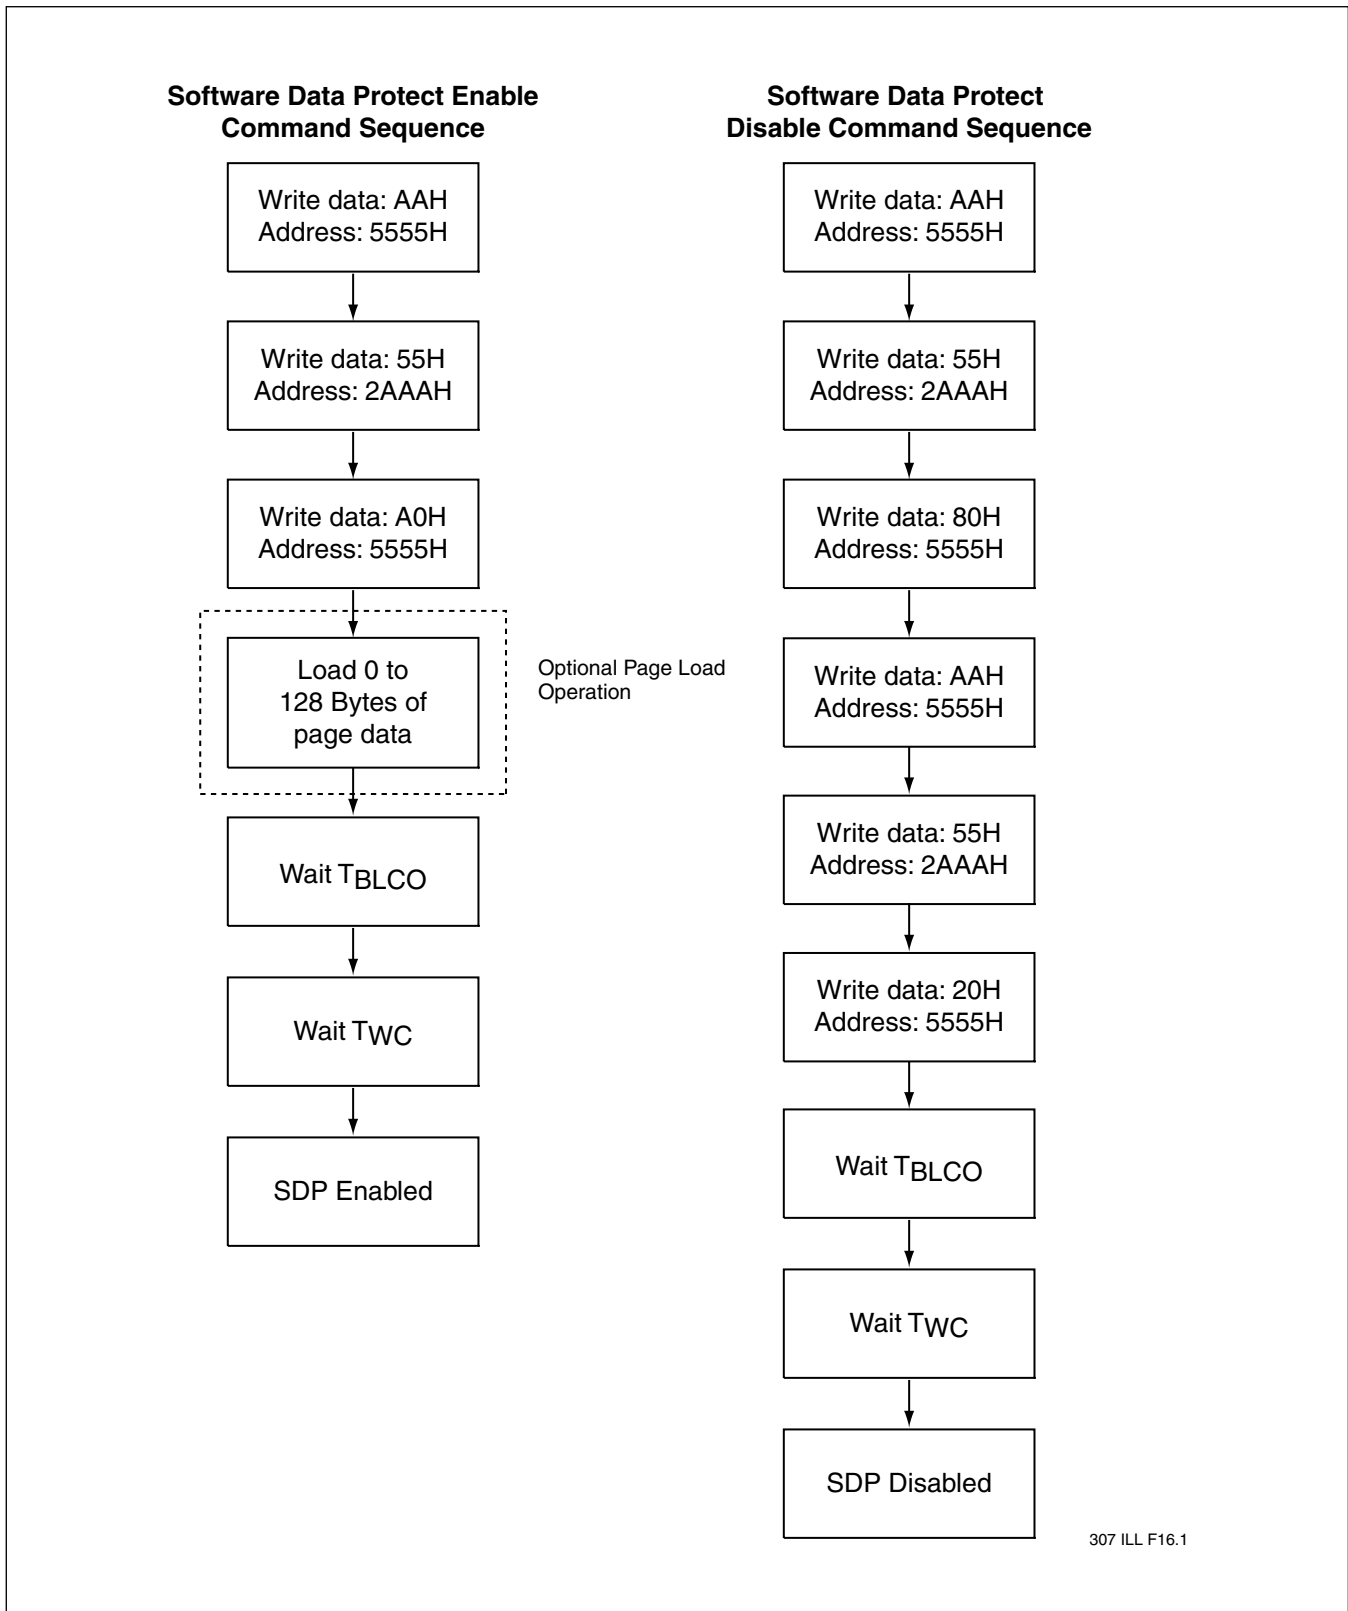 Software Data Protect Enable
Command Sequence
Write data: AAH
Address: 5555H
Write data: 55H
Address: 2AAAH
Write data: A0H
Address: 5555H
Load 0 to
128 Bytes of
page data
Optional Page Load
Operation
Wait TBLCO
Wait TWC
SDP Enabled
Software Data Protect
Disable Command Sequence
Write data: AAH
Address: 5555H
Write data: 55H
Address: 2AAAH
Write data: 80H
Address: 5555H
Write data: AAH
Address: 5555H
Write data: 55H
Address: 2AAAH
Write data: 20H
Address: 5555H
Wait TBLCO
Wait TWC
SDP Disabled
307 ILL F16.1